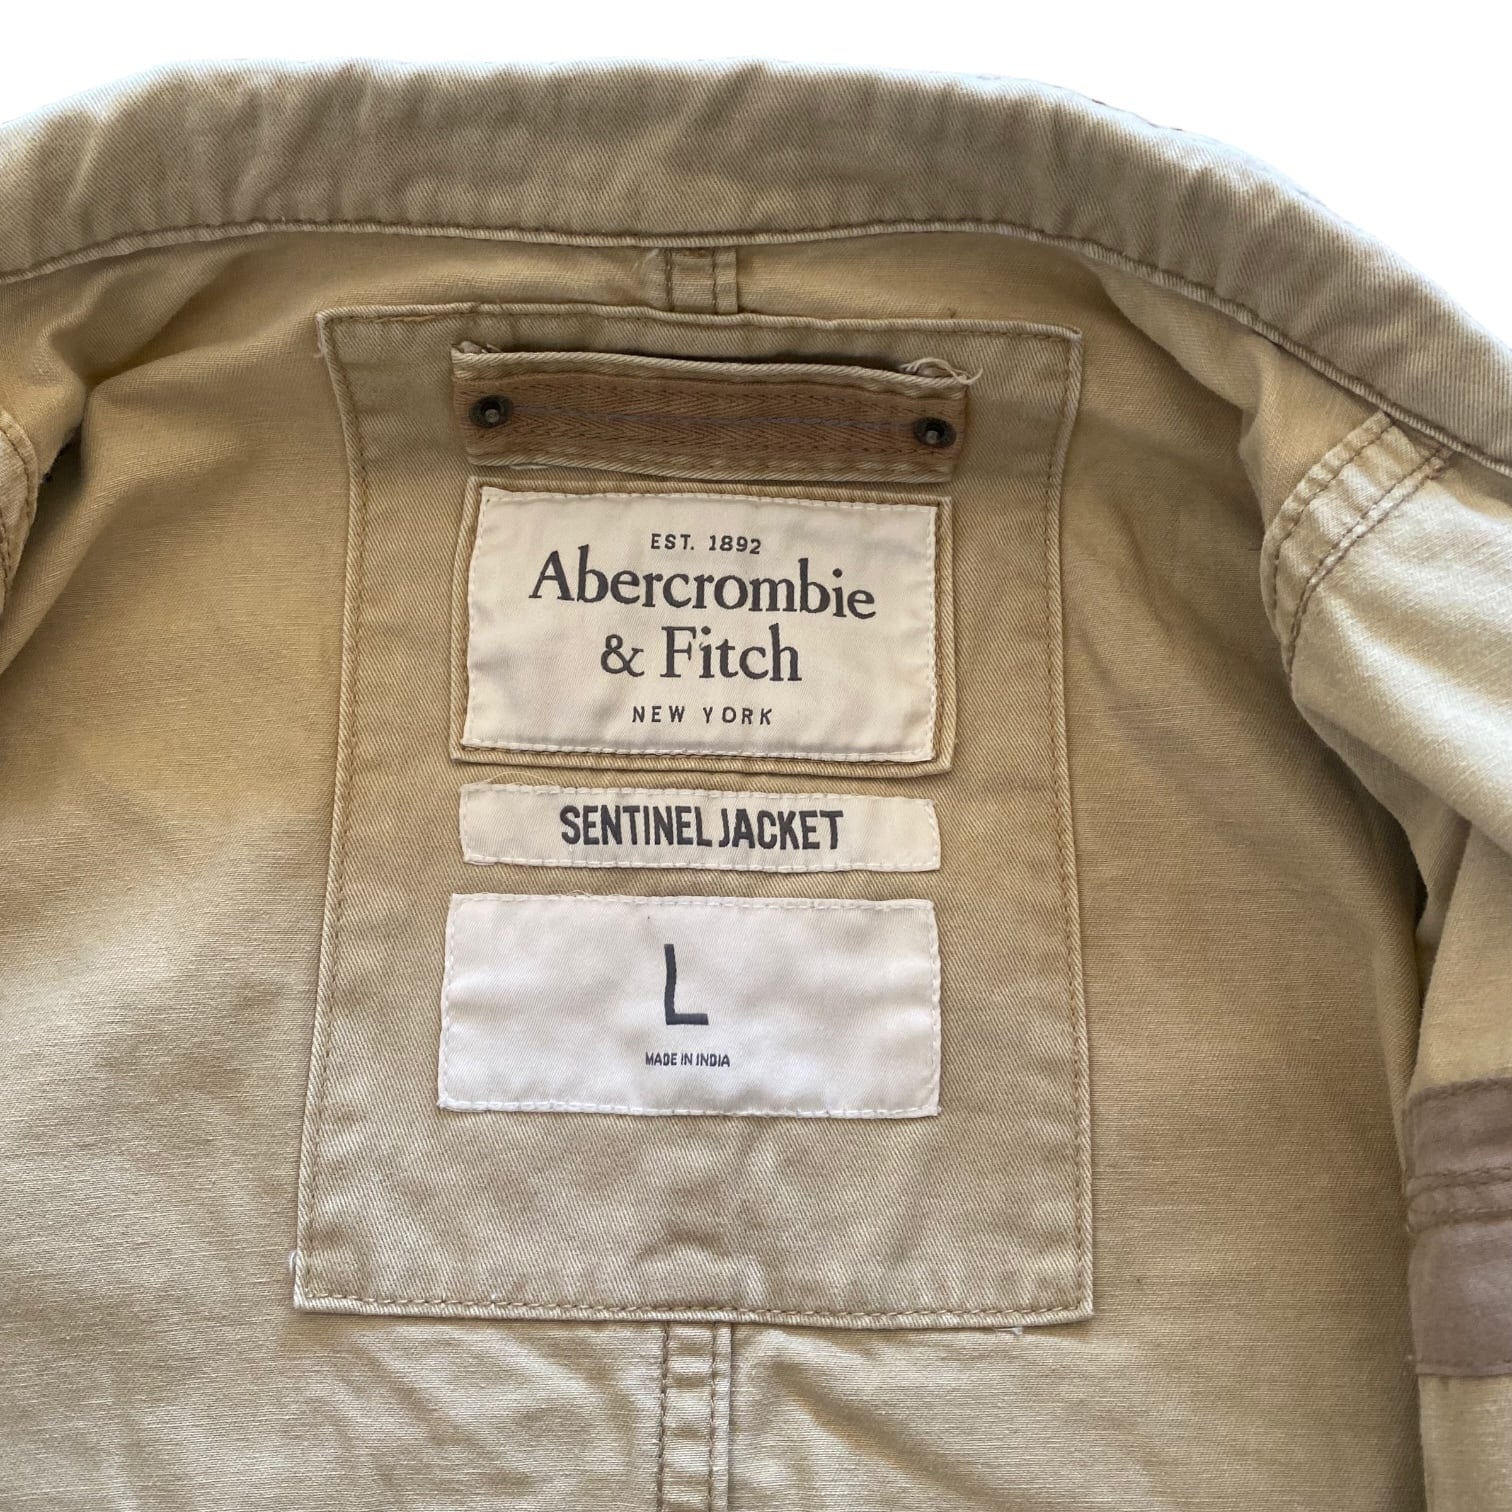 EST. 1892
Abercrombie
& Fitch
NEW YORK
SENTINEL JACKET
L
MADE IN INDIA